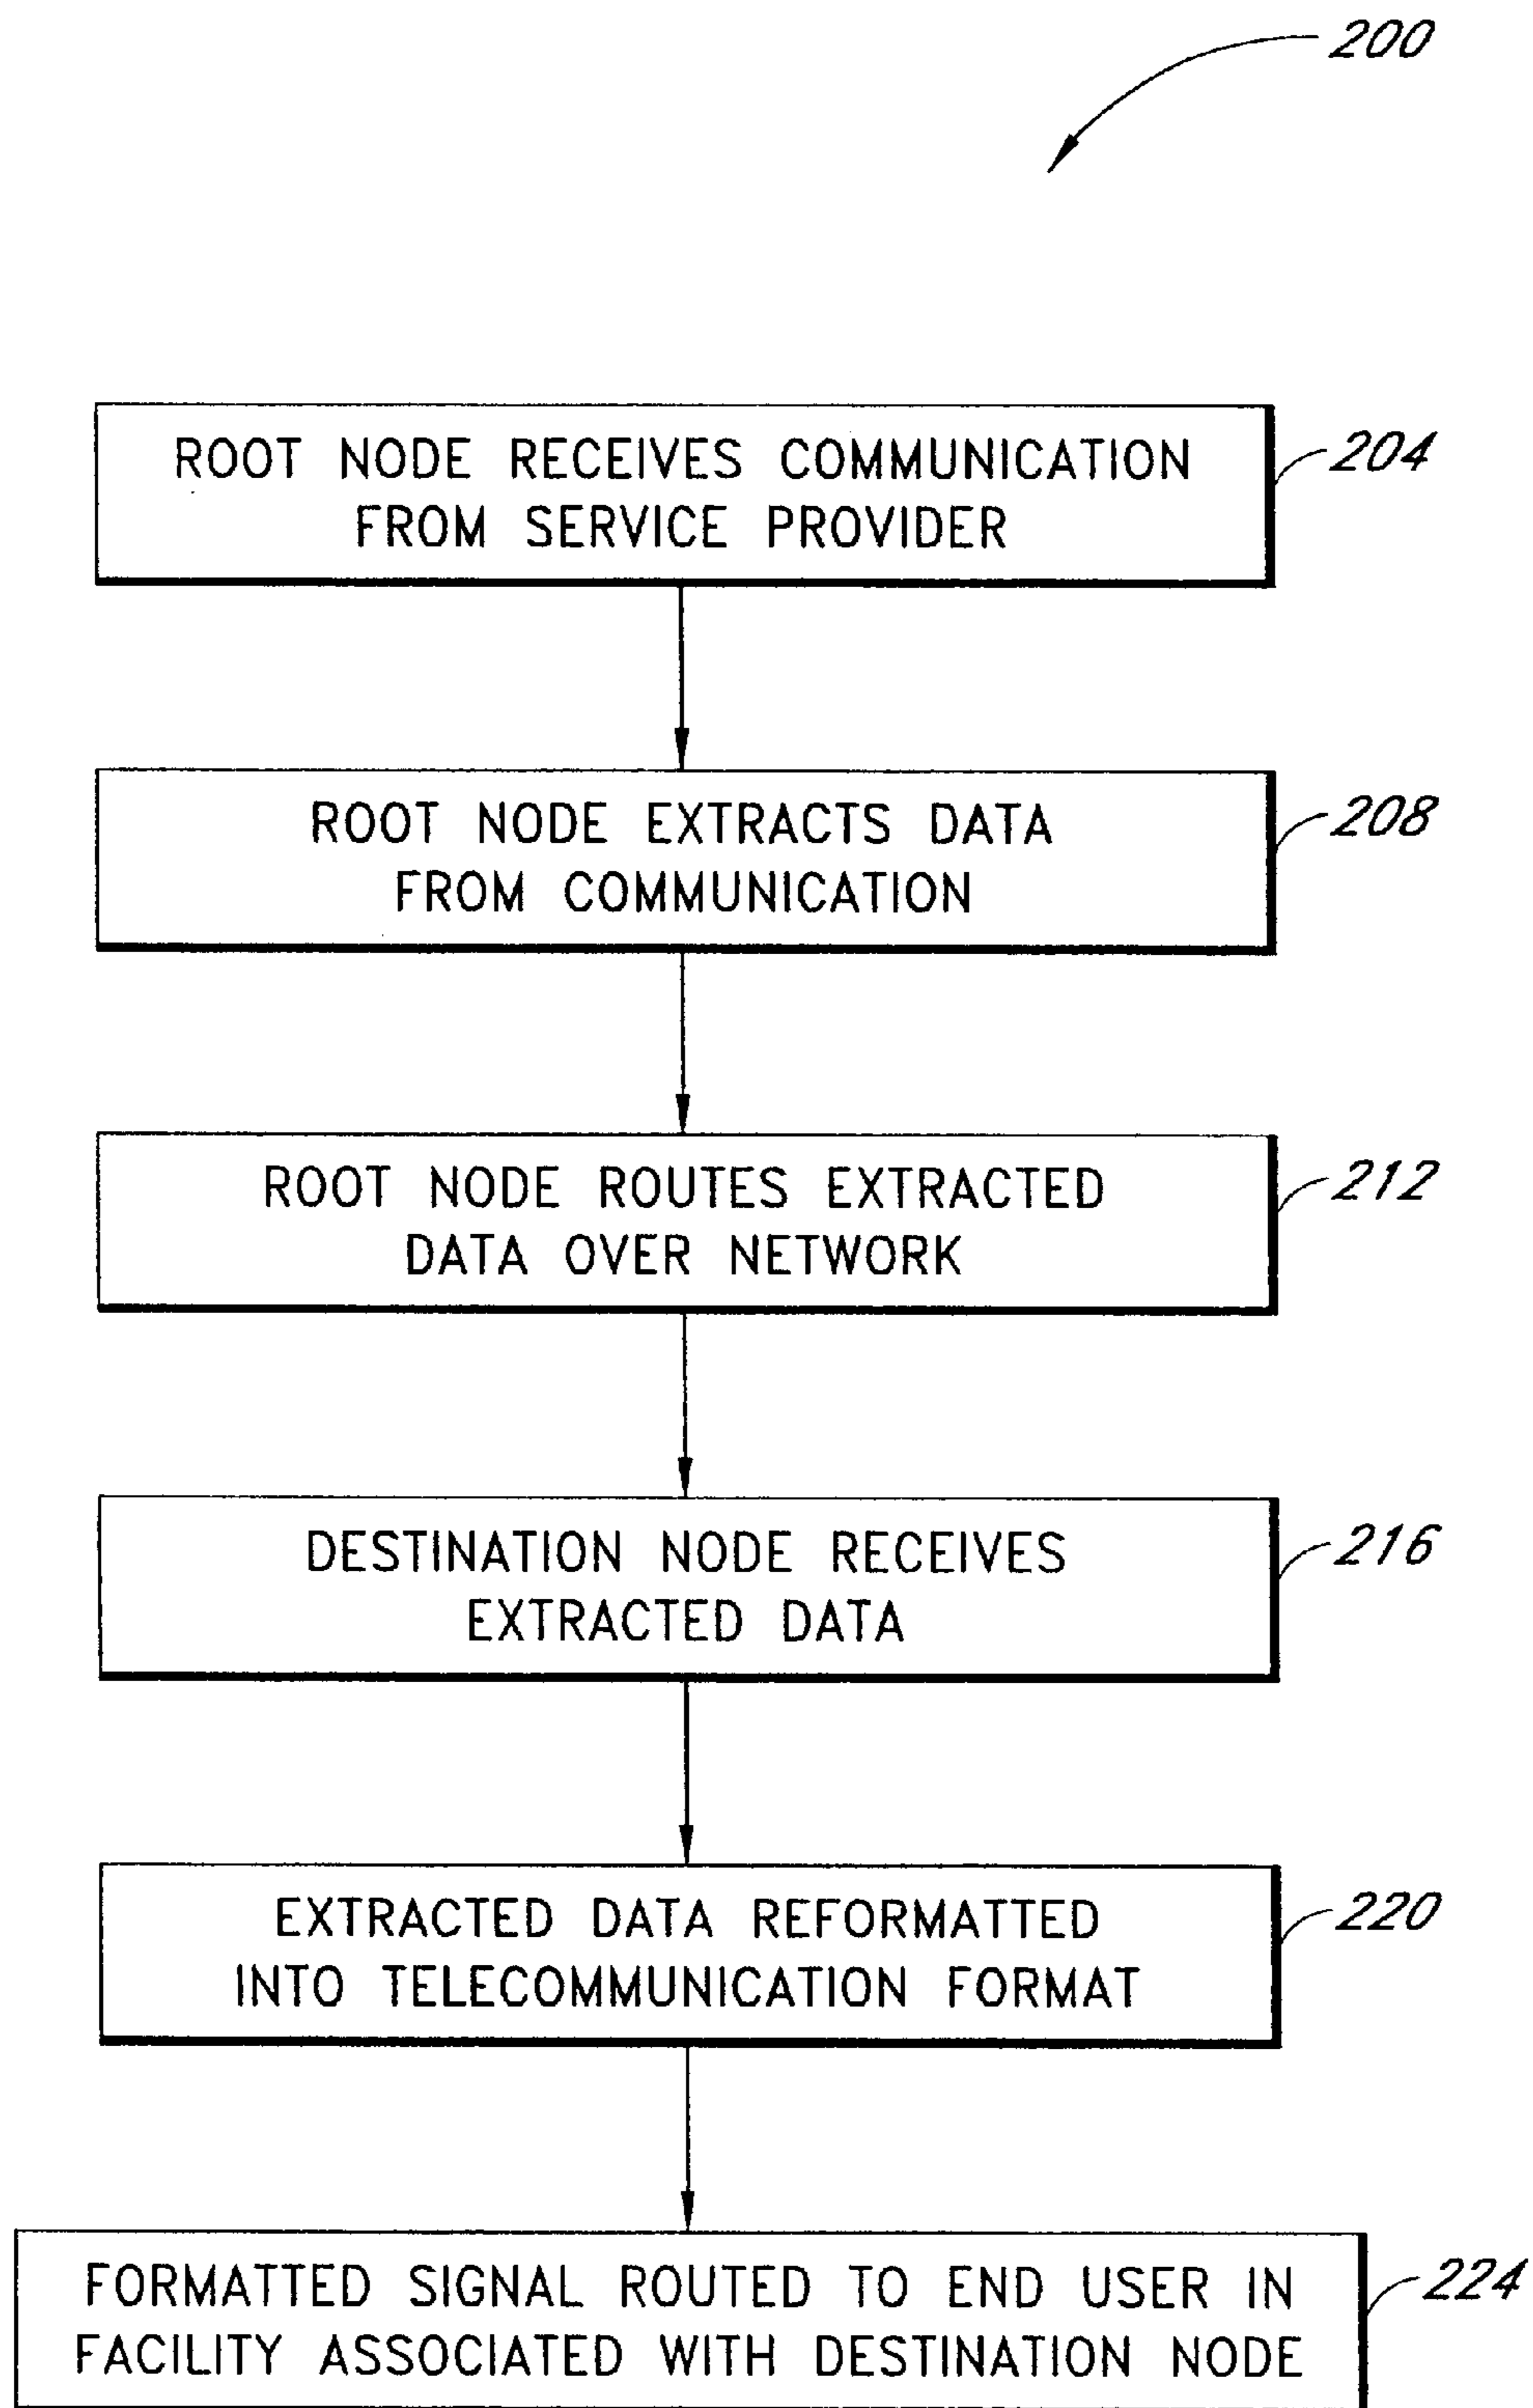 200
ROOT NODE RECEIVES COMMUNICATION
FROM SERVICE PROVIDER
204
ROOT NODE EXTRACTS DATA
FROM COMMUNICATION
208
ROOT NODE ROUTES EXTRACTED
DATA OVER NETWORK
212
DESTINATION NODE RECEIVES
EXTRACTED DATA
216
EXTRACTED DATA REFORMATTED
INTO TELECOMMUNICATION FORMAT
220
FORMATTED SIGNAL ROUTED TO END USER IN
FACILITY ASSOCIATED WITH DESTINATION NODE
224